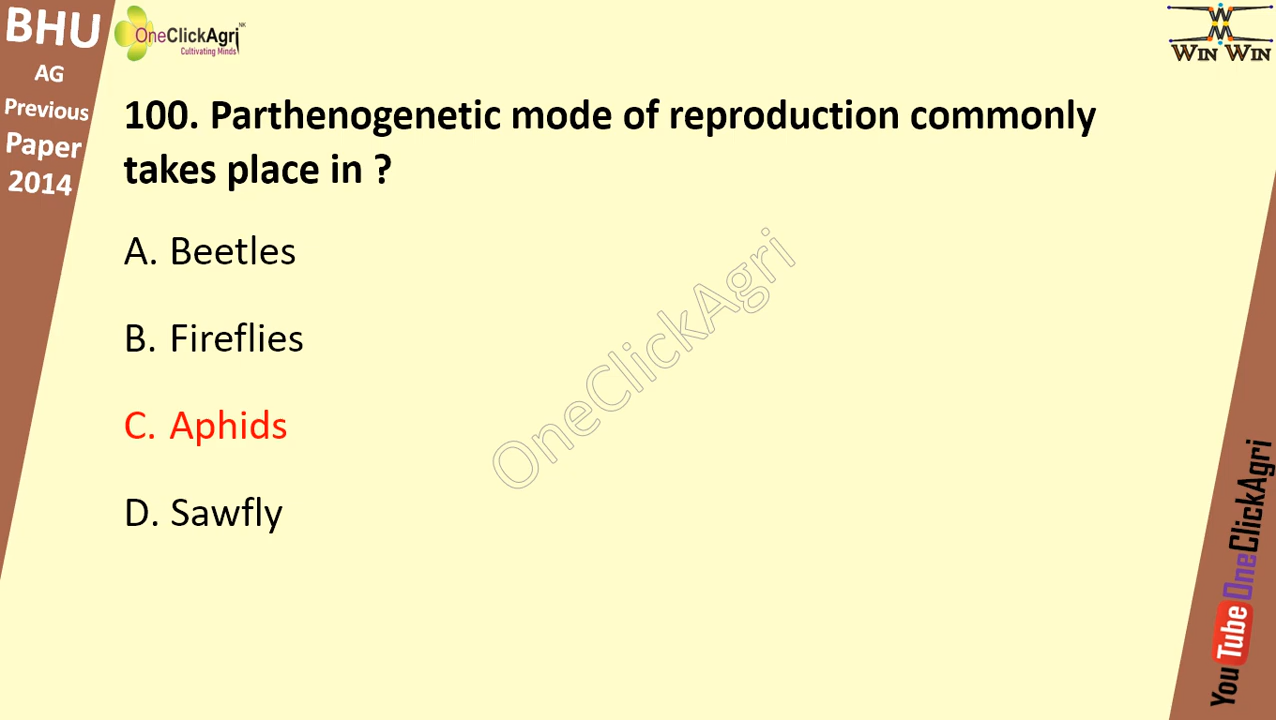 BHU
AG
Previous
Paper
2014
OneClickAgri
NK
Cultivating Minds
WIN WIN
100. Parthenogenetic mode of reproduction commonly
takes place in ?
A. Beetles
B. Fireflies
C. Aphids
D. Sawfly
OneClickAgri
YouTube OneClickAgri